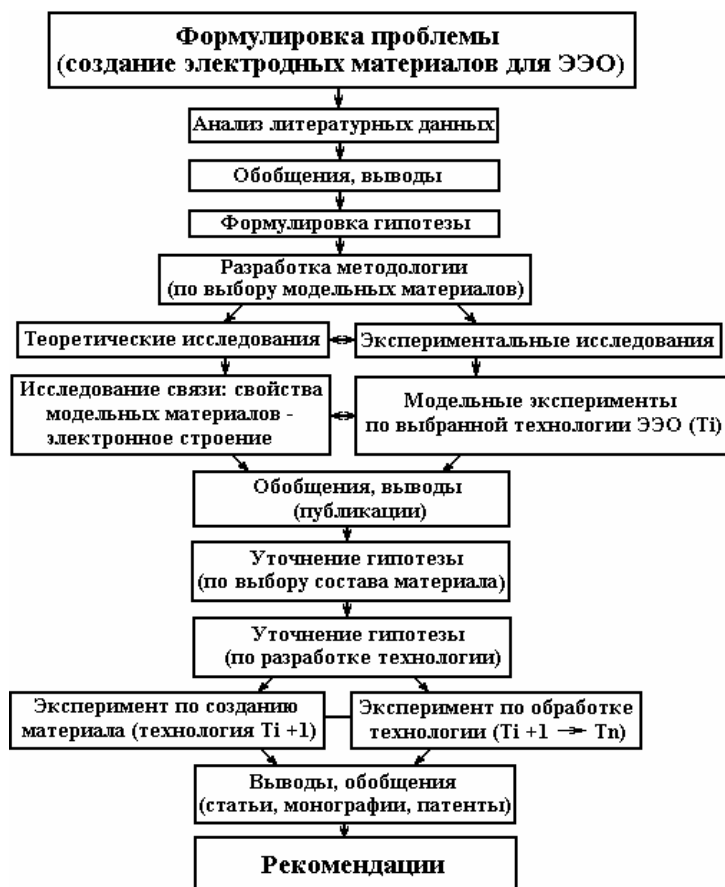 Формулировка проблемы
(создание электродных материалов для ЭЭО)
Анализ литературных данных
Обобщения, выводы
Формулировка гипотезы
Разработка методологии
(по выбору модельных материалов)
Теоретические исследования
Экспериментальные исследования
Исследование связи: свойства
модельных материалов -
электронное строение
Модельные эксперименты
по выбранной технологии ЭЭО (Ti)
Обобщения, выводы
(публикации)
Уточнение гипотезы
(по выбору состава материала)
Уточнение гипотезы
(по разработке технологии)
Эксперимент по созданию
материала (технология Ti +1)
Эксперимент по обработке
технологии (Ti +1 → Tn)
Выводы, обобщения
(статьи, монографии, патенты)
Рекомендации